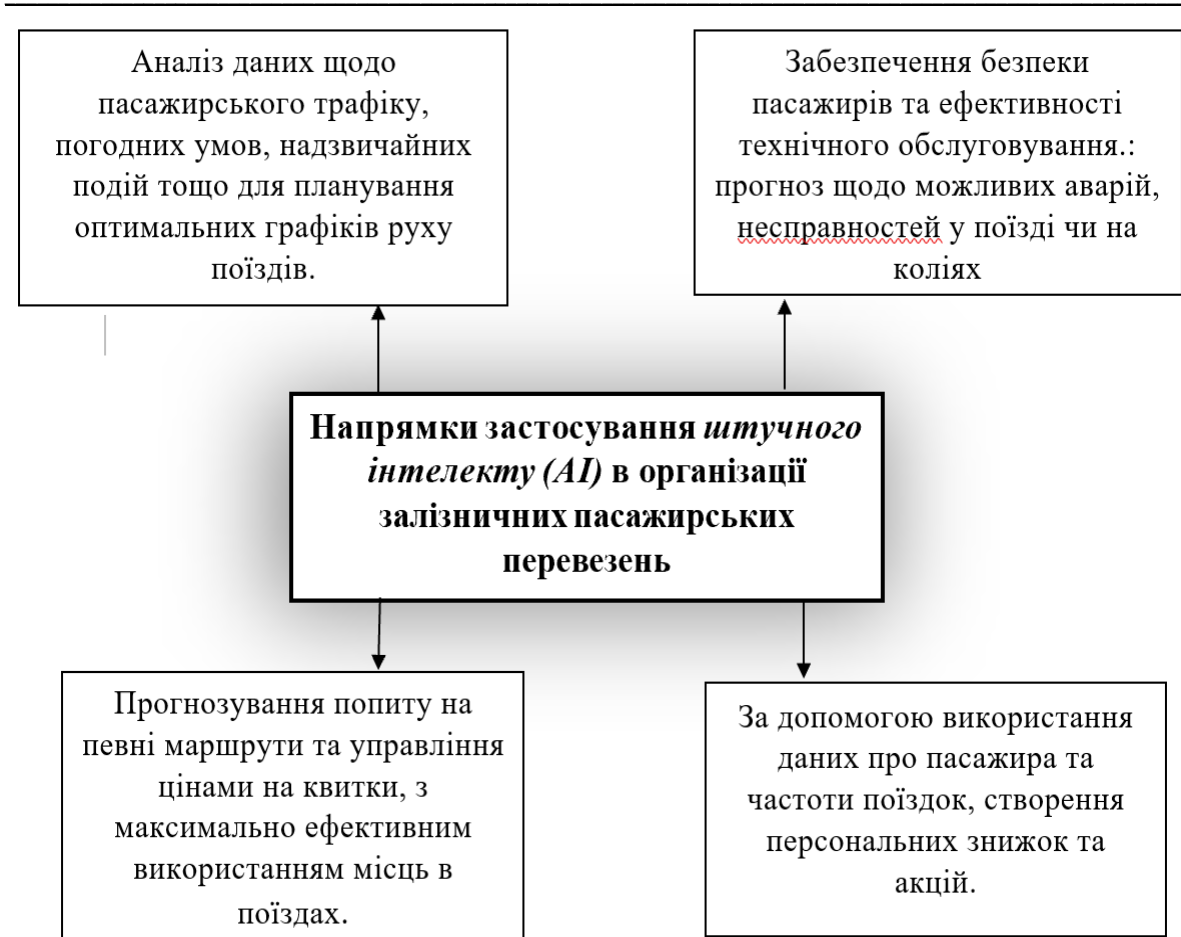 Аналіз даних щодо
пасажирського трафіку,
погодних умов, надзвичайних
подій тощо для планування
оптимальних графіків руху
поїздів.
Забезпечення безпеки
пасажирів та ефективності
технічного обслуговування.:
прогноз щодо можливих аварій,
несправностей у поїзді чи на
коліях
Напрямки застосування штучного
інтелекту (AI) в організації
залізничних пасажирських
перевезень
Прогнозування попиту на
певні маршрути та управління
цінами на квитки, з
максимально ефективним
використанням місць в
поїздах.
За допомогою використання
даних про пасажира та
частоти поїздок, створення
персональних знижок та
акцій.